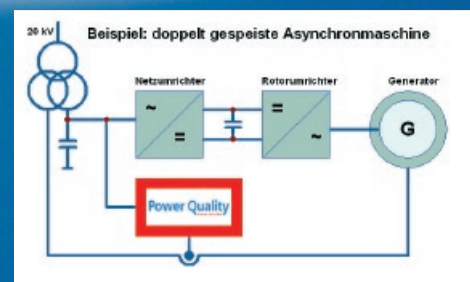 20 kV
Beispiel: doppelt gespeiste Asynchronmaschine
Netzumrichter
Rotorumrichter
Generator
~
=
=
~
G
Power Quality